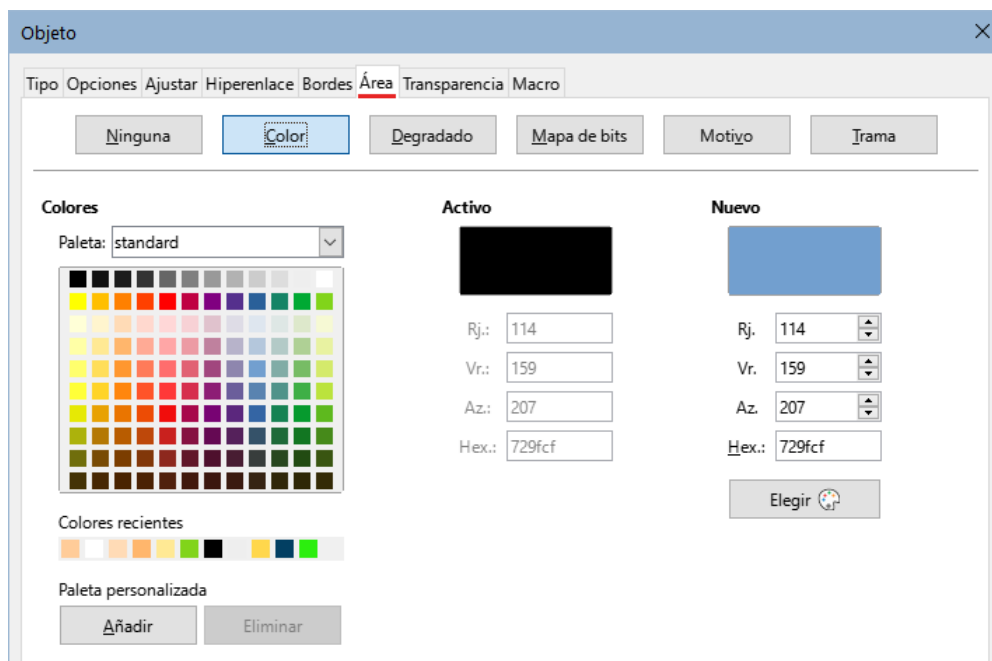 Objeto
Tipo Opciones Ajustar Hiperenlace Bordes Área Transparencia Macro
Ninguna Color Degradado Mapa de bits Motivo Trama
Colores Activo Nuevo
Paleta: standard
Rj.: 114 Rj. 114
Vr.: 159 Vr. 159
Az.: 207 Az. 207
Hex.: 729fcf Hex.: 729fcf
Elegir
Colores recientes
Paleta personalizada
Añadir Eliminar